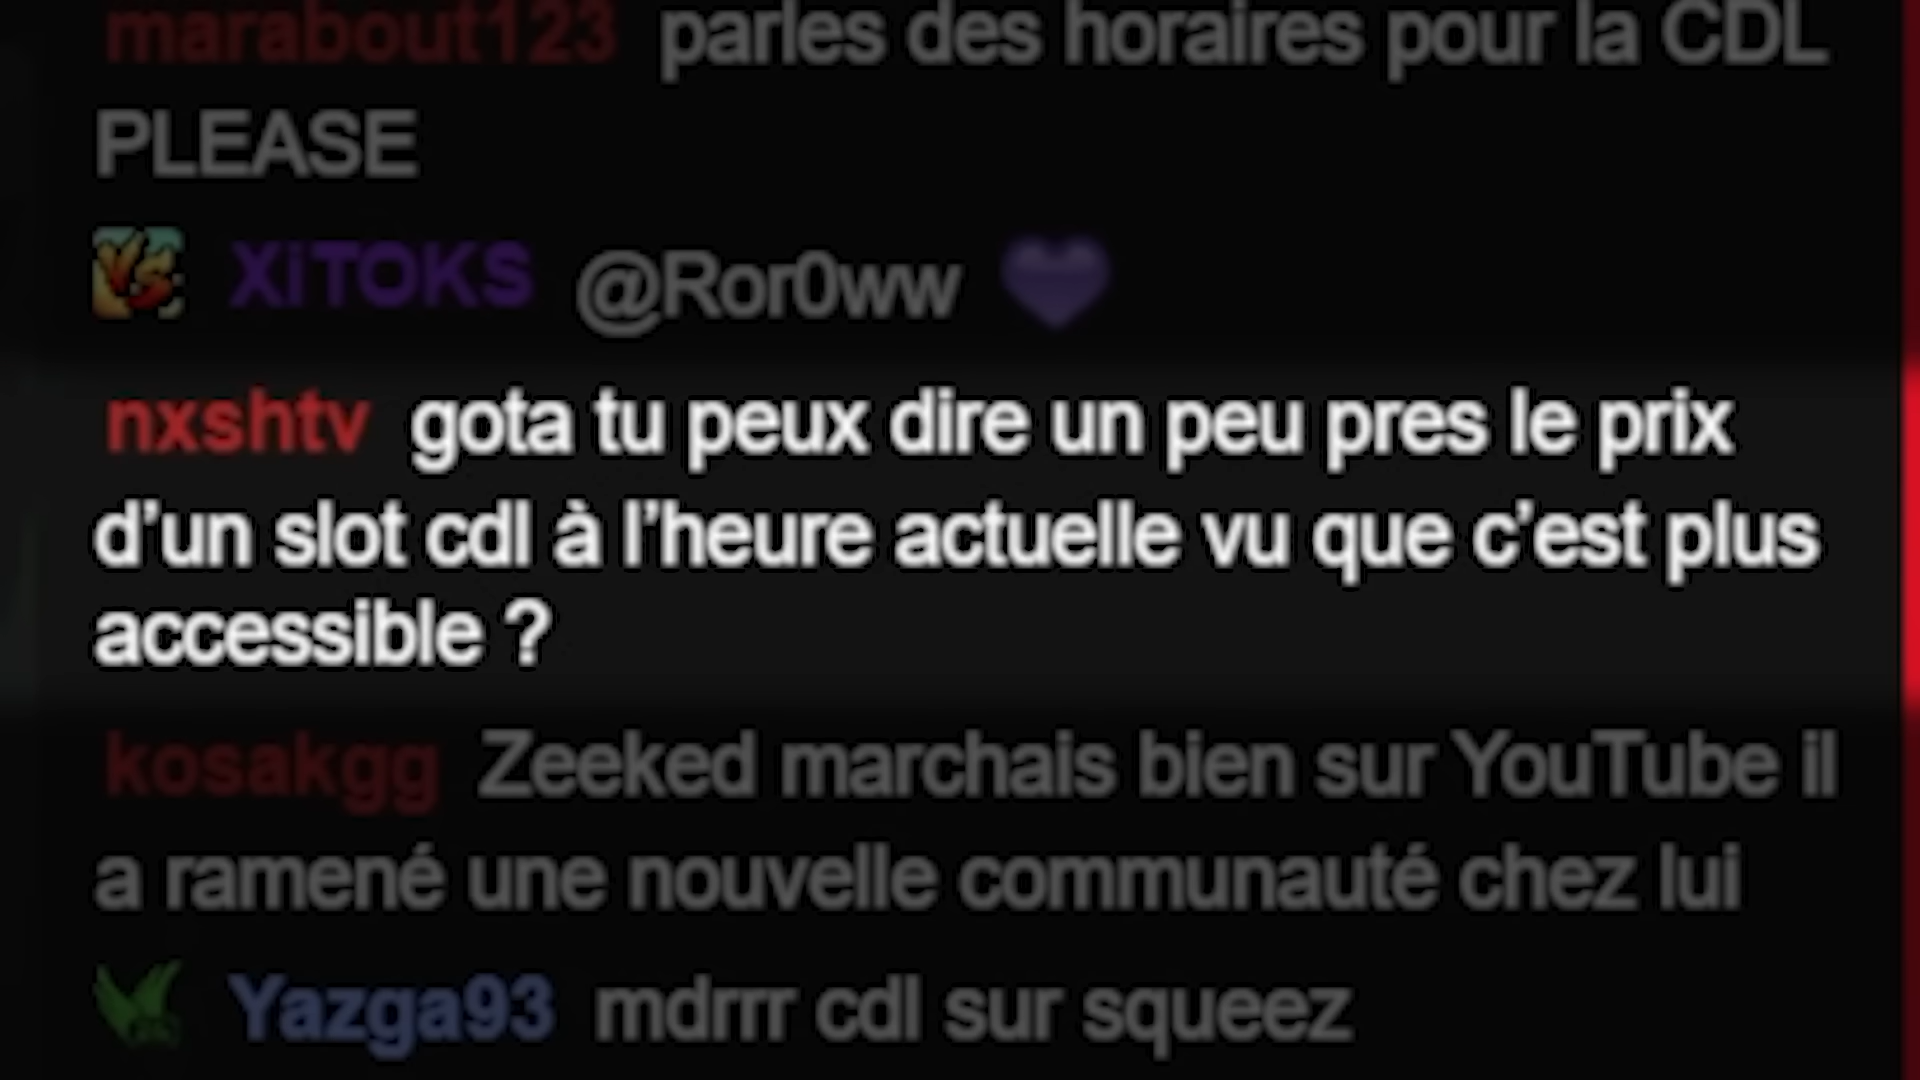 marabout123 parles des horaires pour la CDL
PLEASE
VS XiTOKS @Ror0ww
nxshtv gota tu peux dire un peu pres le prix
d’un slot cdl à l’heure actuelle vu que c’est plus
accessible ?
kosakgg Zeeked marchais bien sur YouTube il
a ramené une nouvelle communauté chez lui
Yazga93 mdrrr cdl sur squeez